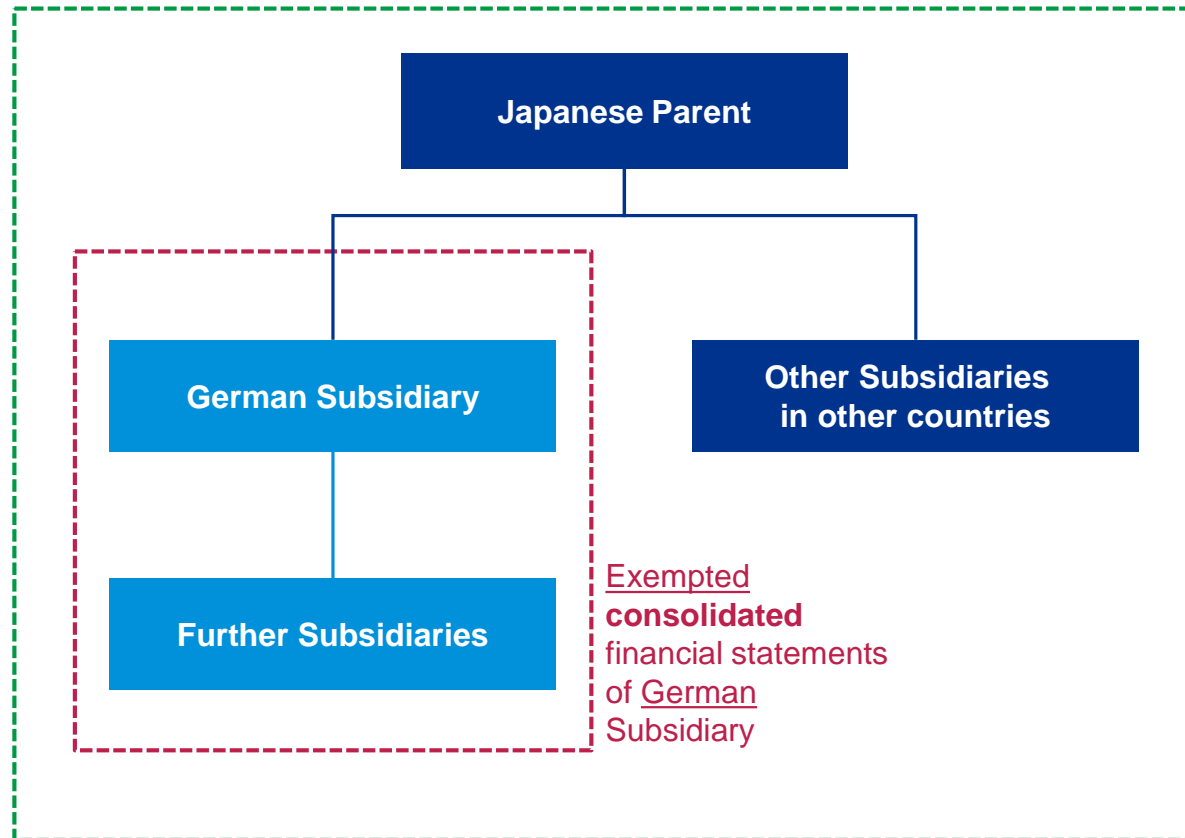 Japanese Parent
German Subsidiary
Other Subsidiaries
in other countries
Further Subsidiaries
Exempted
consolidated
financial statements
of German
Subsidiary